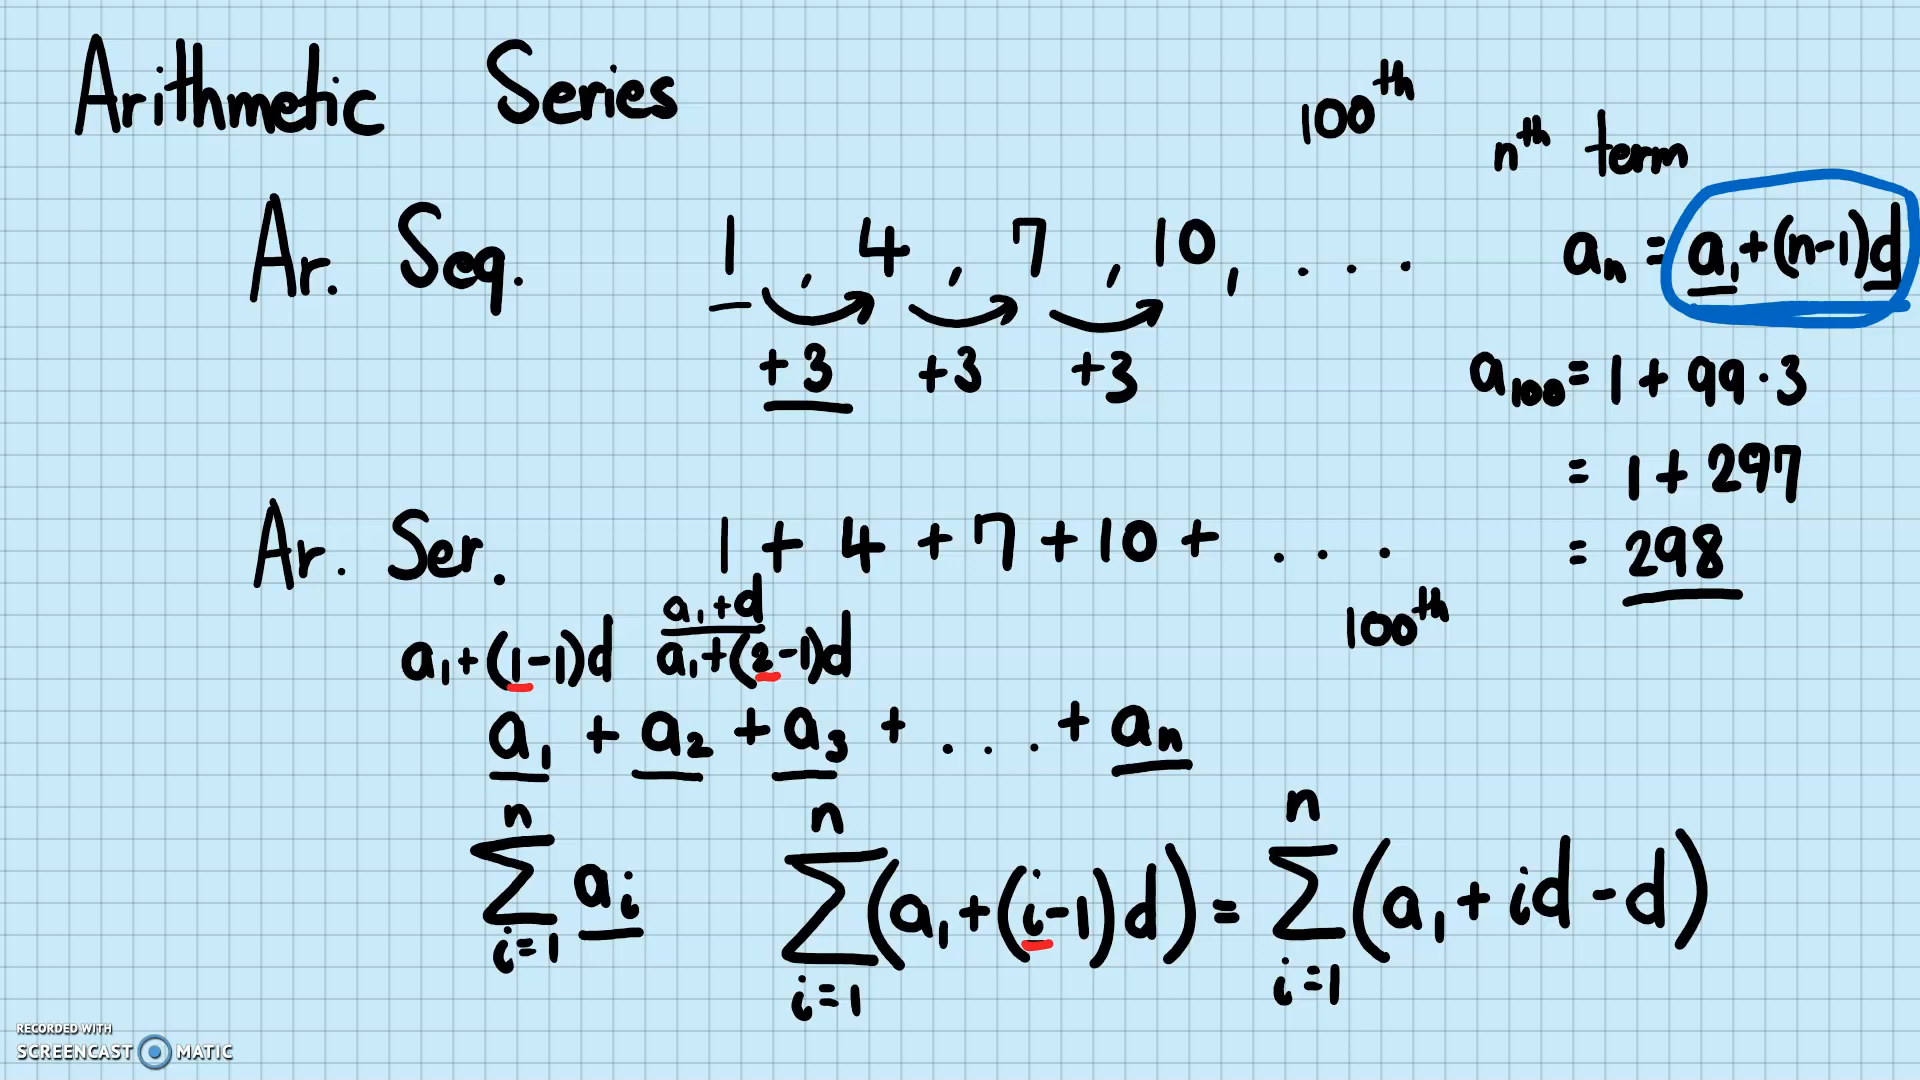 Arithmetic Series
100th
nth term
Ar. Seq. 1, 4, 7, 10, . . .
an = a1+(n-1)d
+3 +3 +3
a100 = 1 + 99·3
= 1 + 297
= 298
Ar. Ser. 1 + 4 + 7 + 10 + . . .
100th
a1+d
a1+(1-1)d a1+(2-1)d
a1 + a2 + a3 + . . . + an
n n n
∑ ai ∑(a1+(i-1)d) = ∑(a1+id-d)
i=1 i=1 i=1
RECORDED WITH
SCREENCAST MATIC